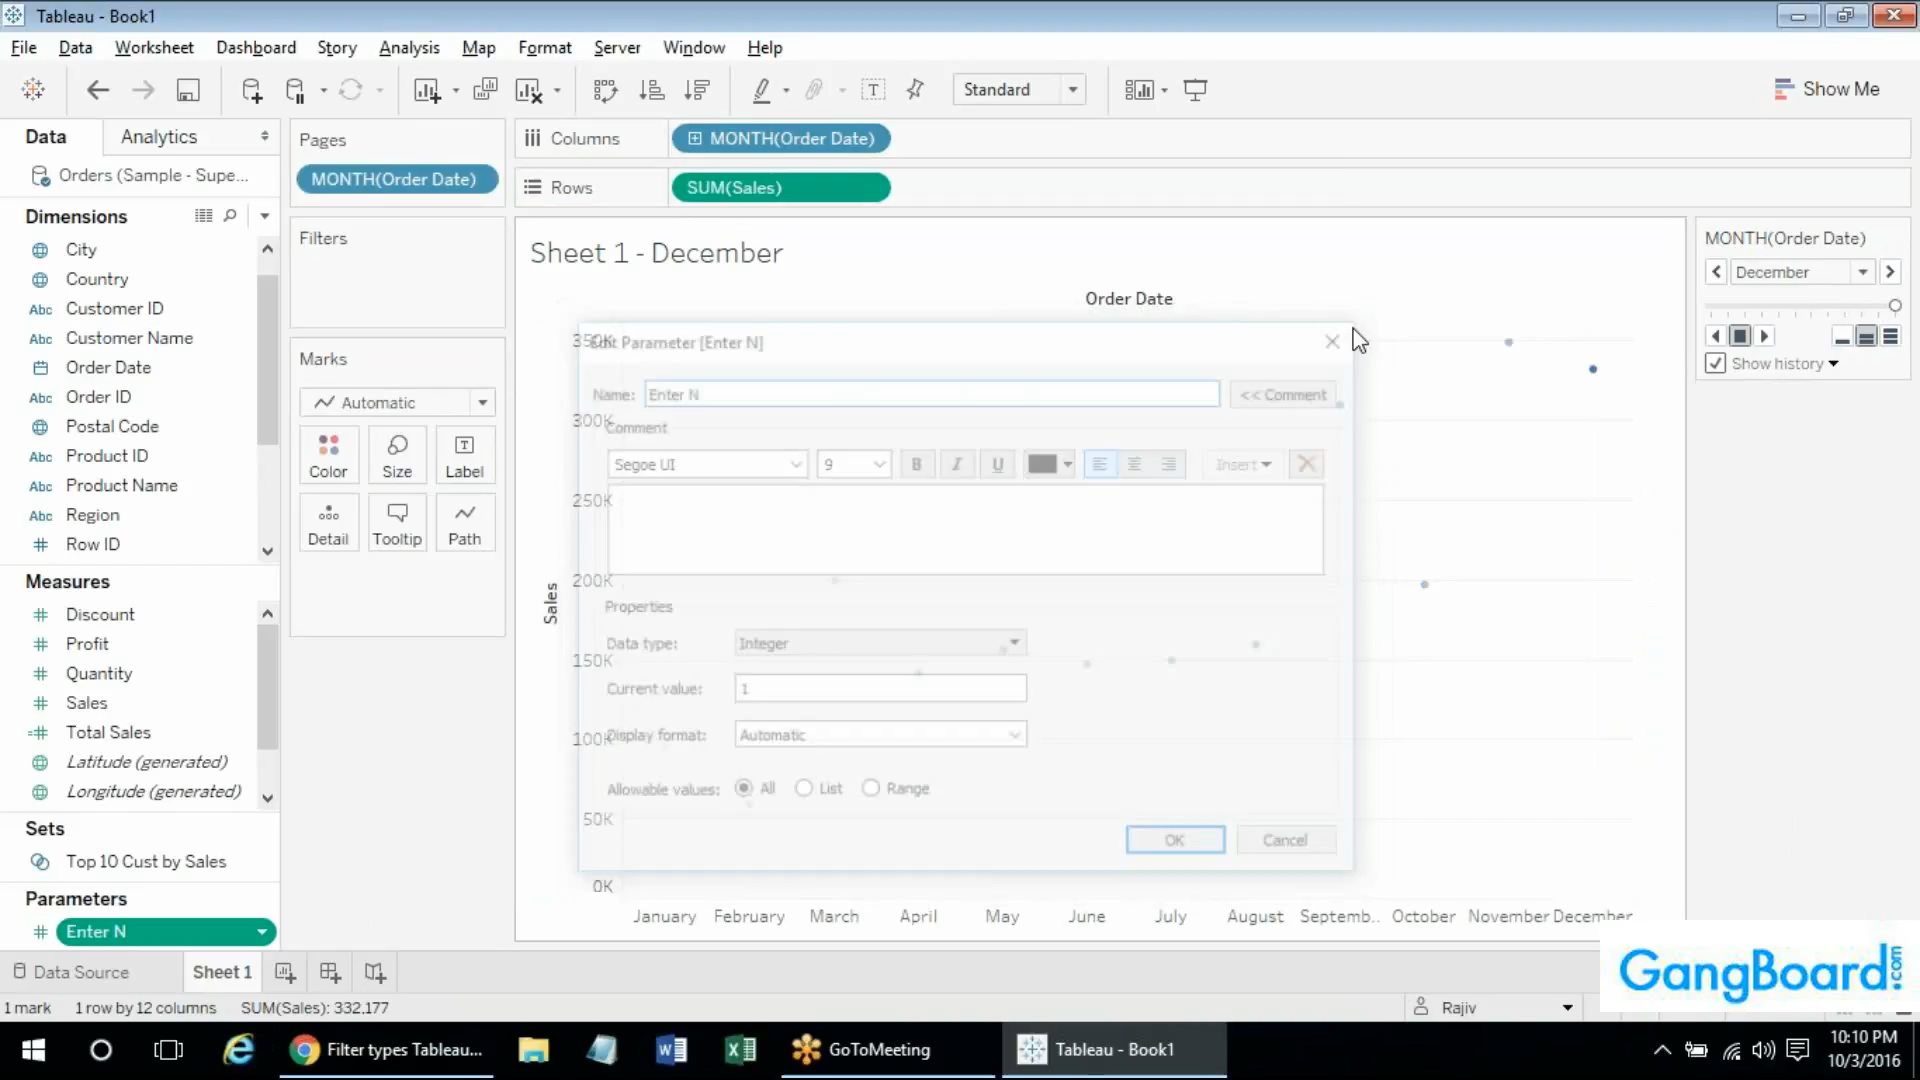 Tableau - Book1
File Data Worksheet Dashboard Story Analysis Map Format Server Window Help
Standard
Show Me
Data Analytics
Orders (Sample - Supe...
Dimensions
City
Country
Abc Customer ID
Abc Customer Name
Order Date
Abc Order ID
Postal Code
Abc Product ID
Abc Product Name
Abc Region
# Row ID
Measures
# Discount
# Profit
# Quantity
# Sales
=# Total Sales
Latitude (generated)
Longitude (generated)
Sets
Top 10 Cust by Sales
Parameters
# Enter N
Pages
MONTH(Order Date)
Filters
Marks
Automatic
Color Size Label
Detail Tooltip Path
Columns MONTH(Order Date)
Rows SUM(Sales)
Sheet 1 - December
Order Date
Sales
350K
300K
250K
200K
150K
100K
50K
0K
January February March April May June July August Septemb.. October November December
Edit Parameter [Enter N]
Name: Enter N << Comment
Comment
Segoe UI 9 B I U Insert
Properties
Data type: Integer
Current value: 1
Display format: Automatic
Allowable values: All List Range
OK Cancel
MONTH(Order Date)
December
Show history
GangBoard.com
Data Source Sheet 1
1 mark 1 row by 12 columns SUM(Sales): 332,177
Rajiv
Filter types Tableau... GoToMeeting Tableau - Book1
10:10 PM
10/3/2016